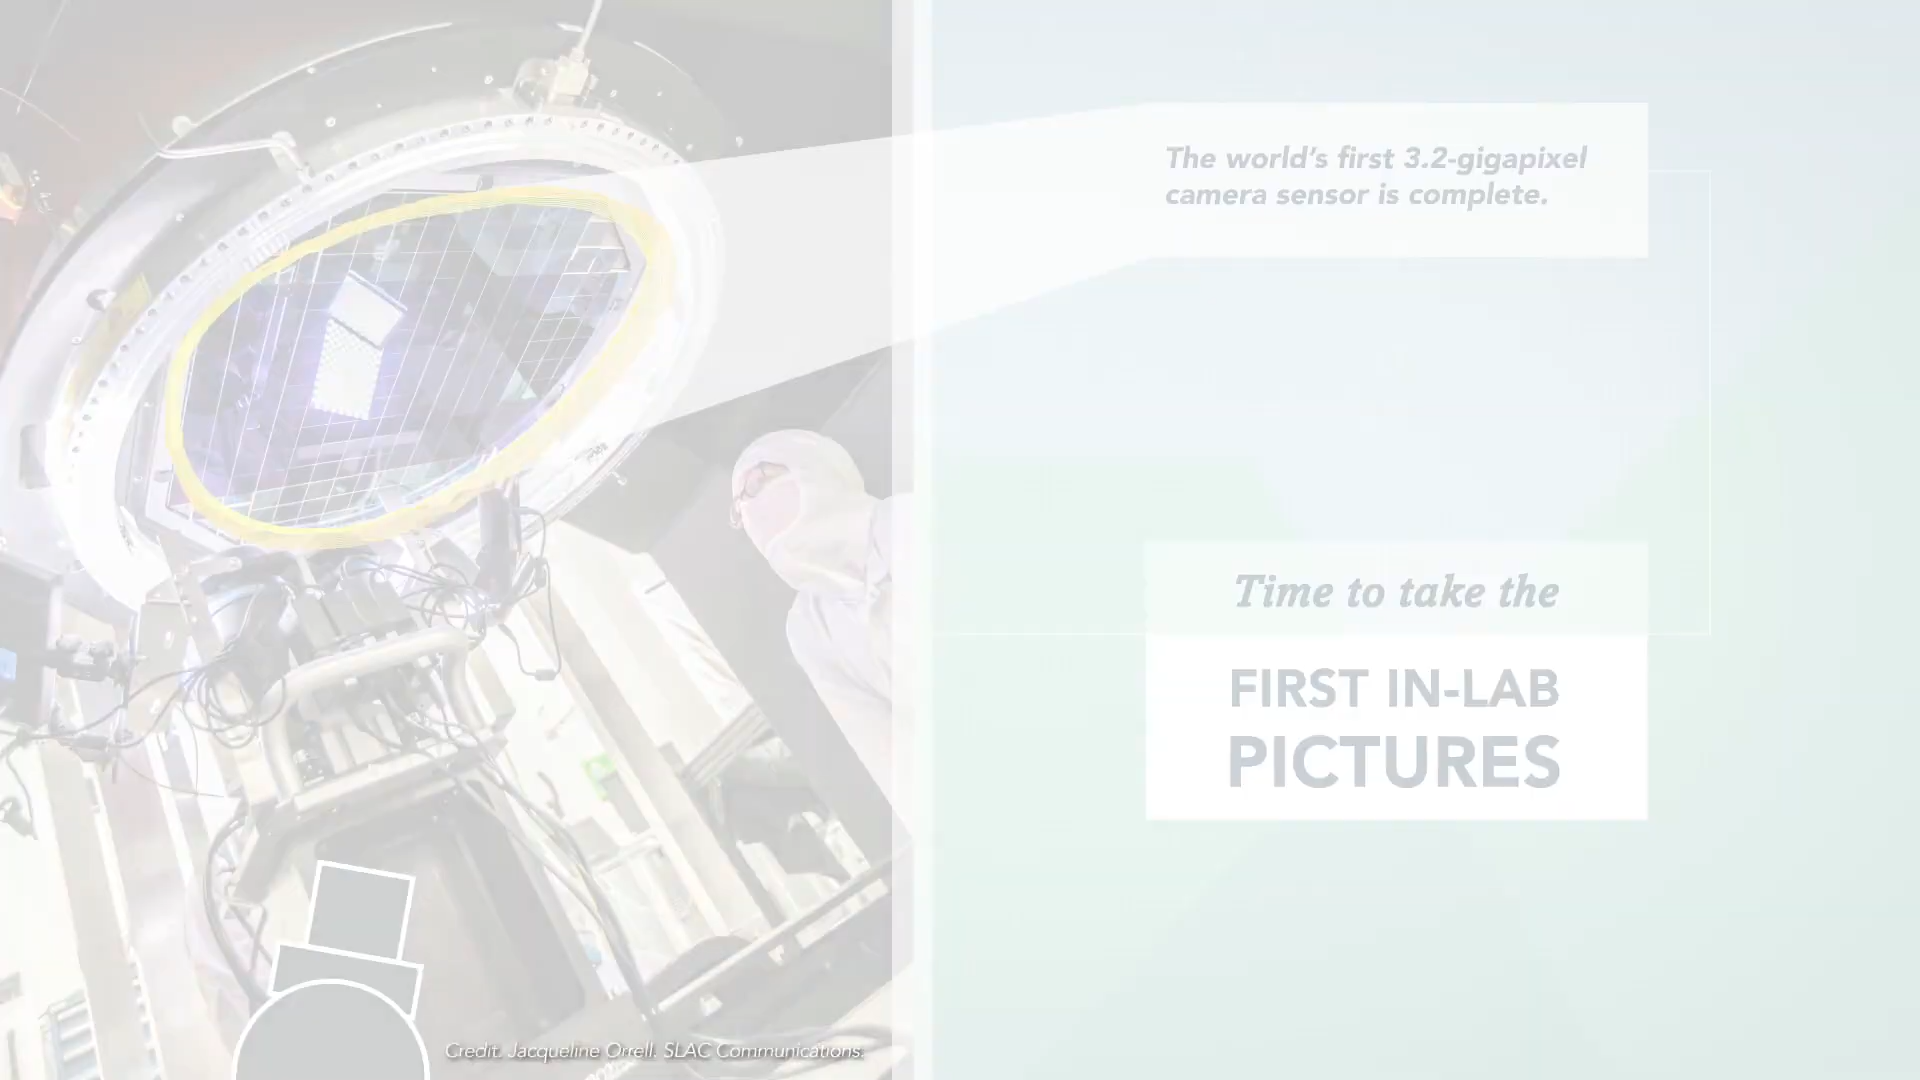 The world's first 3.2-gigapixel
camera sensor is complete.
Time to take the
FIRST IN-LAB
PICTURES
Credit. Jacqueline Orrell. SLAC Communications.